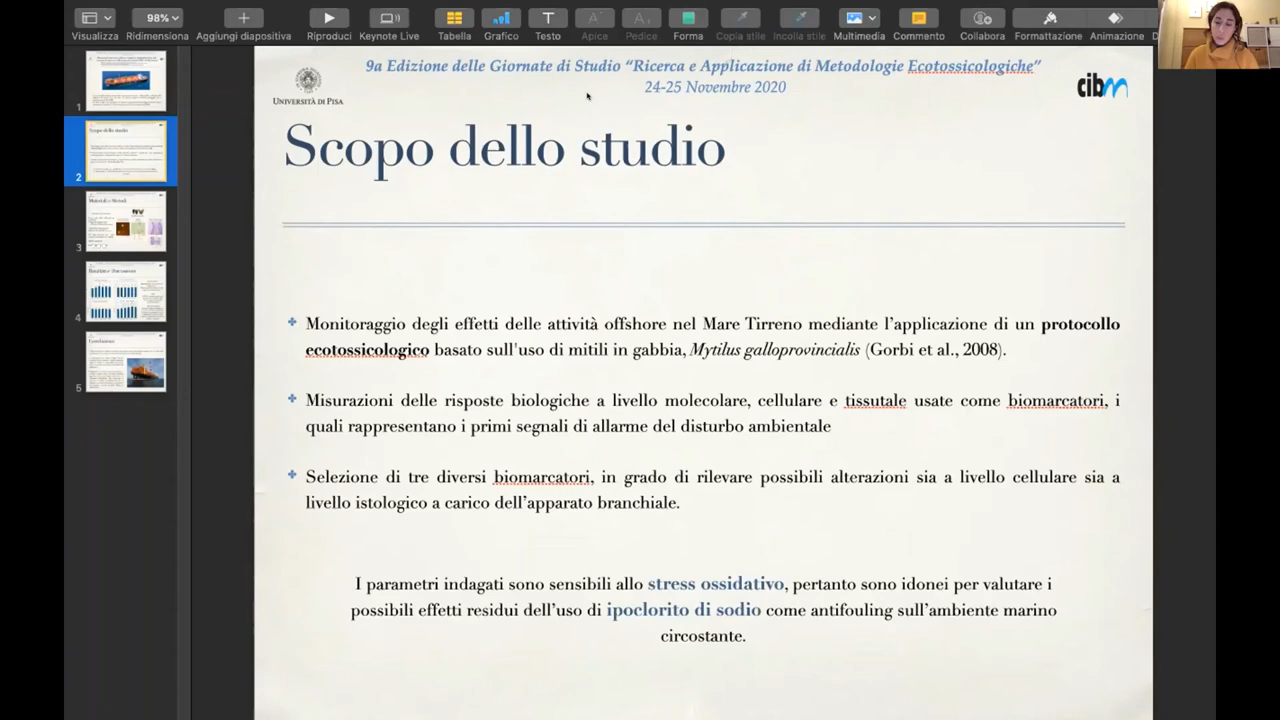 98%
Visualizza
Ridimensiona
Aggiungi diapositiva
Riproduci
Keynote Live
Tabella
Grafico
Testo
Apice
Pedice
Forma
Copia stile
Incolla stile
Multimedia
Commento
Collabora
Formattazione
Animazione
1
Scopo dello studio
2
Materiali e Metodi
3
4
Conclusioni
5
9a Edizione delle Giornate di Studio “Ricerca e Applicazione di Metodologie Ecotossicologiche”
24-25 Novembre 2020
UNIVERSITÀ DI PISA
cibm
Scopo dello studio
Monitoraggio degli effetti delle attività offshore nel Mare Tirreno mediante l’applicazione di un protocollo
ecotossicologico basato sull'uso di mitili in gabbia, Mytilus galloprovincialis (Gorbi et al., 2008).
Misurazioni delle risposte biologiche a livello molecolare, cellulare e tissutale usate come biomarcatori, i
quali rappresentano i primi segnali di allarme del disturbo ambientale
Selezione di tre diversi biomarcatori, in grado di rilevare possibili alterazioni sia a livello cellulare sia a
livello istologico a carico dell’apparato branchiale.
I parametri indagati sono sensibili allo stress ossidativo, pertanto sono idonei per valutare i
possibili effetti residui dell’uso di ipoclorito di sodio come antifouling sull’ambiente marino
circostante.